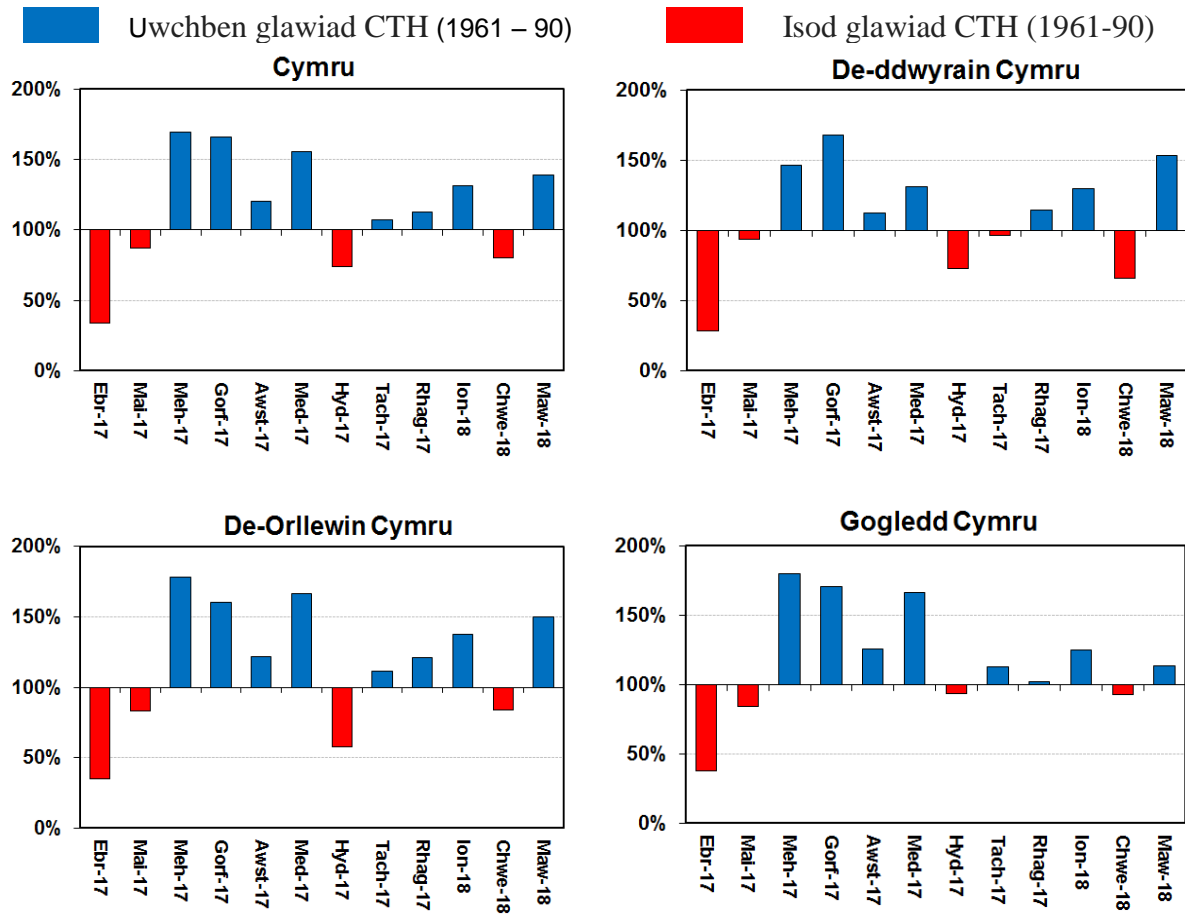 Uwchben glawiad CTH (1961 – 90)
Isod glawiad CTH (1961-90)
Cymru
200%
150%
100%
50%
0%
Ebr-17
Mai-17
Meh-17
Gorf-17
Awst-17
Med-17
Hyd-17
Tach-17
Rhag-17
Ion-18
Chwe-18
Maw-18
De-ddwyrain Cymru
200%
150%
100%
50%
0%
Ebr-17
Mai-17
Meh-17
Gorf-17
Awst-17
Med-17
Hyd-17
Tach-17
Rhag-17
Ion-18
Chwe-18
Maw-18
De-Orllewin Cymru
200%
150%
100%
50%
0%
Ebr-17
Mai-17
Meh-17
Gorf-17
Awst-17
Med-17
Hyd-17
Tach-17
Rhag-17
Ion-18
Chwe-18
Maw-18
Gogledd Cymru
200%
150%
100%
50%
0%
Ebr-17
Mai-17
Meh-17
Gorf-17
Awst-17
Med-17
Hyd-17
Tach-17
Rhag-17
Ion-18
Chwe-18
Maw-18